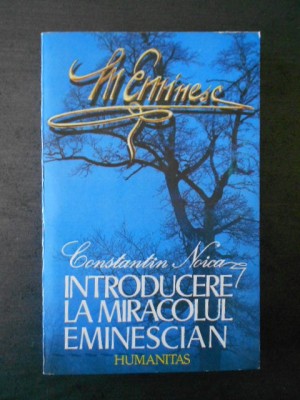 M Eminescu
Constantin Noica
INTRODUCERE
LA MIRACOLUL
EMINESCIAN
HUMANITAS